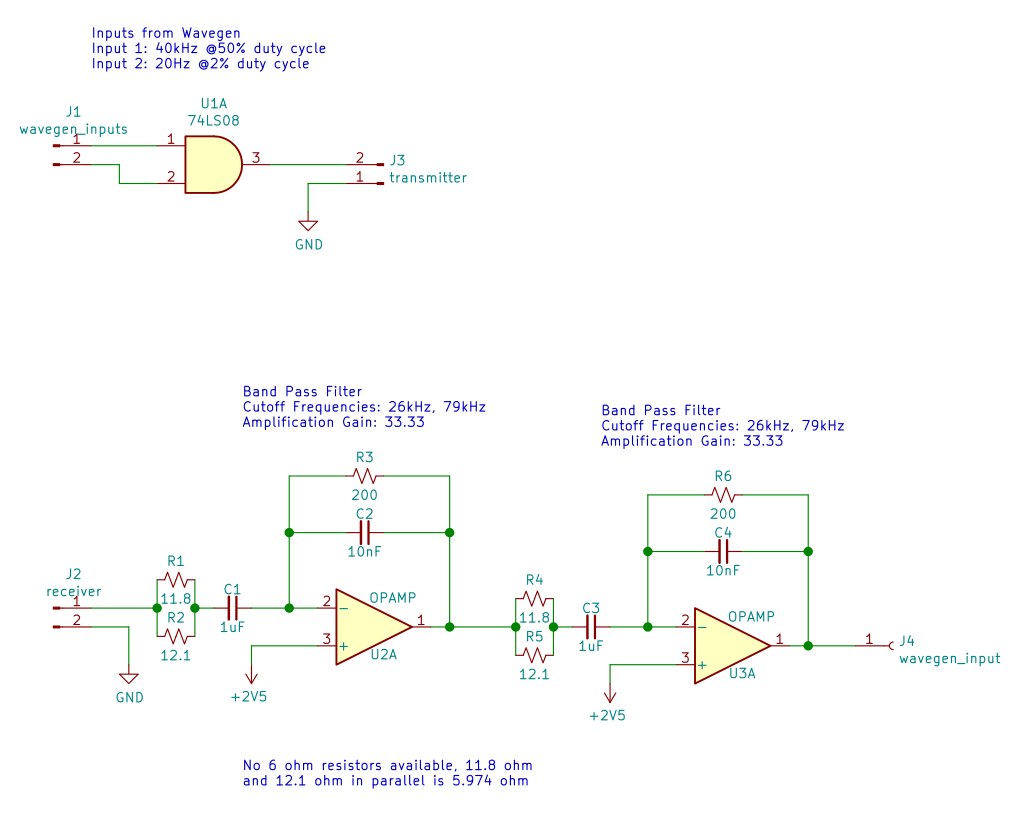 Inputs from Wavegen
Input 1: 40kHz @50% duty cycle
Input 2: 20Hz @2% duty cycle
J1
wavegen_inputs
1
2
U1A
74LS08
1
2
3
J3
transmitter
2
1
GND
Band Pass Filter
Cutoff Frequencies: 26kHz, 79kHz
Amplification Gain: 33.33
Band Pass Filter
Cutoff Frequencies: 26kHz, 79kHz
Amplification Gain: 33.33
J2
receiver
1
2
GND
R1
11.8
R2
12.1
C1
1uF
R3
200
C2
10nF
OPAMP
2
−
3
+
1
U2A
+2V5
R4
11.8
R5
12.1
C3
1uF
R6
200
C4
10nF
OPAMP
2
−
3
+
1
U3A
+2V5
1
J4
wavegen_input
No 6 ohm resistors available, 11.8 ohm
and 12.1 ohm in parallel is 5.974 ohm